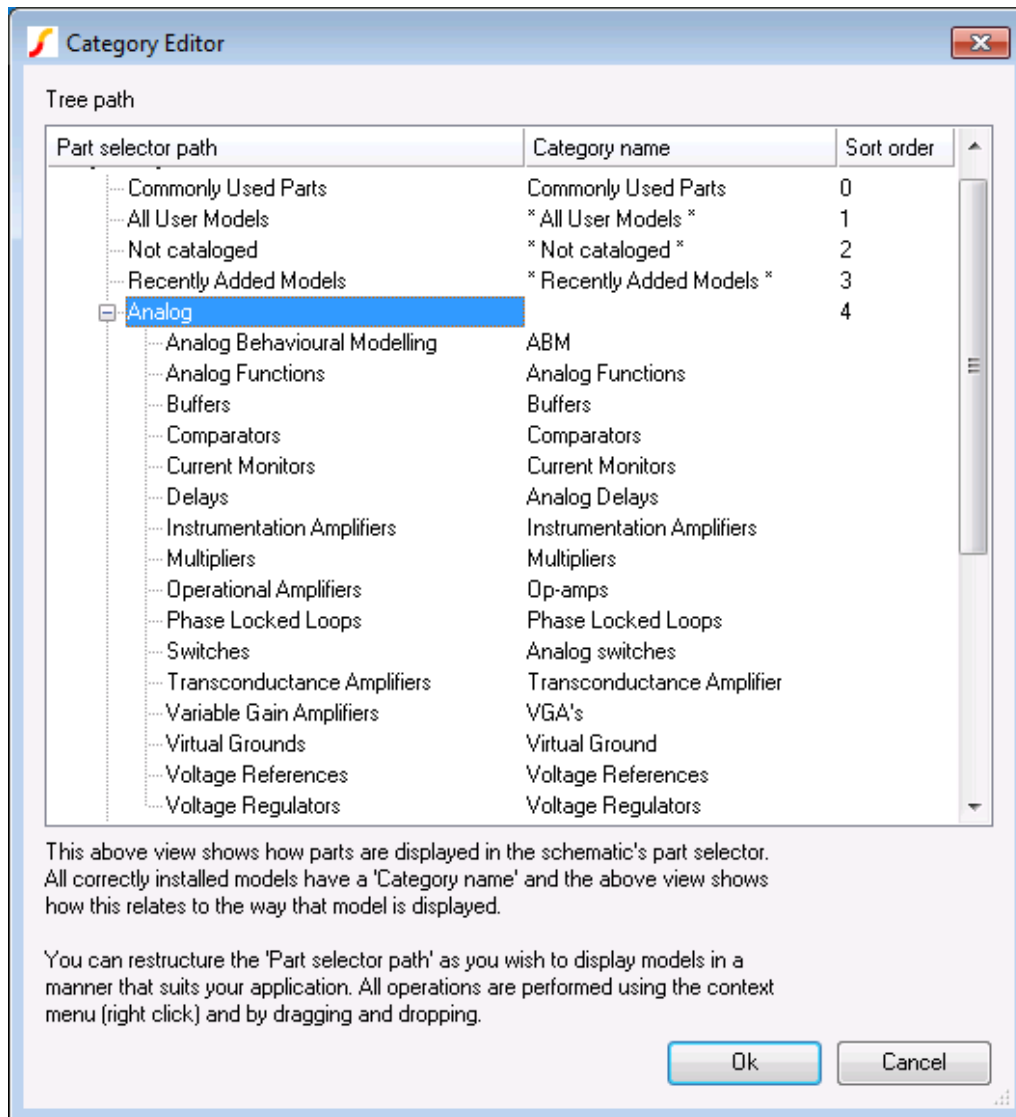 Category Editor
Tree path
Part selector path Category name Sort order
Commonly Used Parts Commonly Used Parts 0
All User Models * All User Models * 1
Not cataloged * Not cataloged * 2
Recently Added Models * Recently Added Models * 3
Analog 4
Analog Behavioural Modelling ABM
Analog Functions Analog Functions
Buffers Buffers
Comparators Comparators
Current Monitors Current Monitors
Delays Analog Delays
Instrumentation Amplifiers Instrumentation Amplifiers
Multipliers Multipliers
Operational Amplifiers Op-amps
Phase Locked Loops Phase Locked Loops
Switches Analog switches
Transconductance Amplifiers Transconductance Amplifier
Variable Gain Amplifiers VGA's
Virtual Grounds Virtual Ground
Voltage References Voltage References
Voltage Regulators Voltage Regulators
This above view shows how parts are displayed in the schematic's part selector.
All correctly installed models have a 'Category name' and the above view shows
how this relates to the way that model is displayed.
You can restructure the 'Part selector path' as you wish to display models in a
manner that suits your application. All operations are performed using the context
menu (right click) and by dragging and dropping.
Ok Cancel